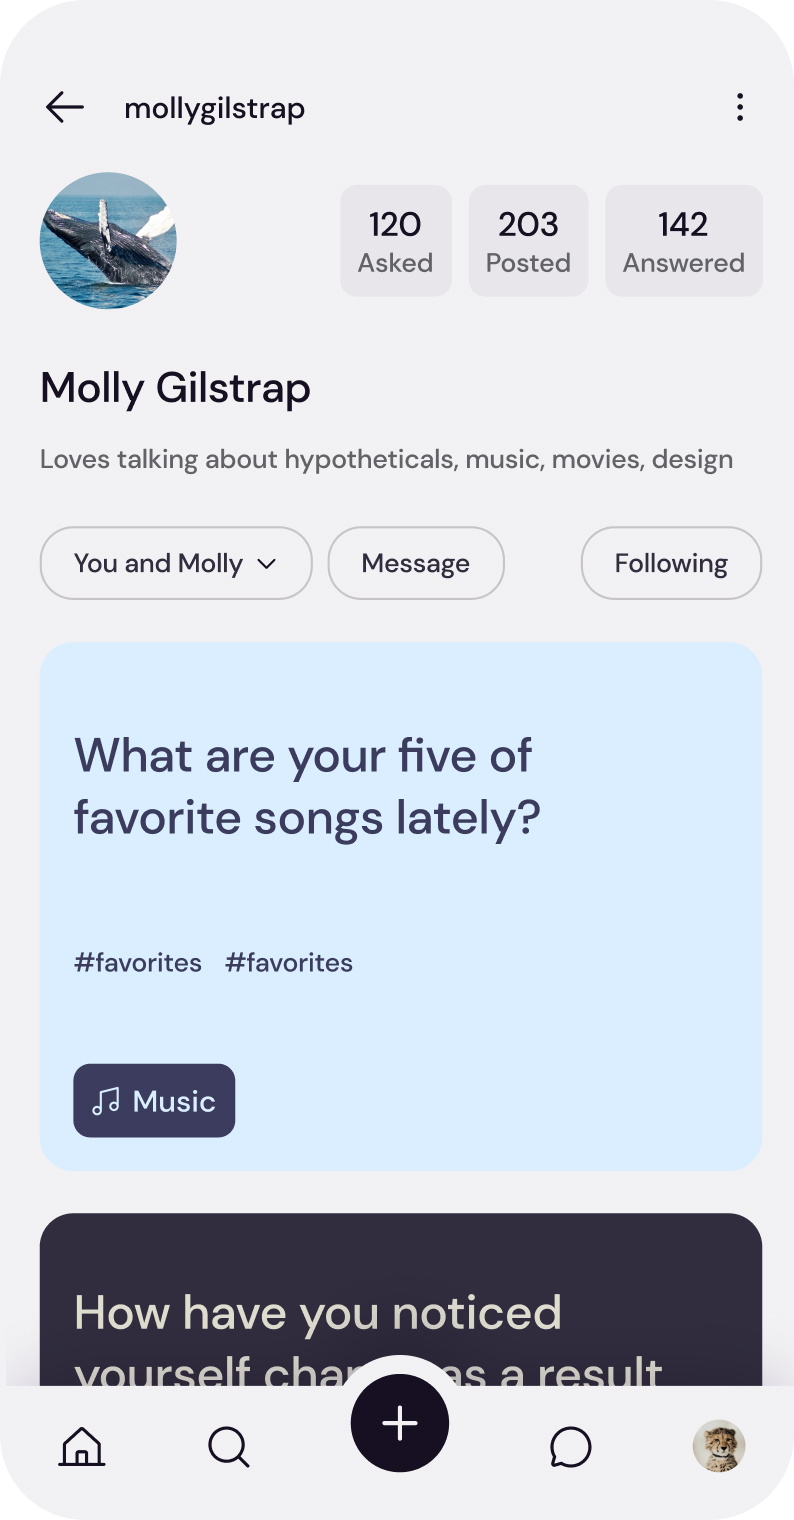 mollygilstrap
120 203 142
Asked Posted Answered
Molly Gilstrap
Loves talking about hypotheticals, music, movies, design
You and Molly Message Following
What are your five of
favorite songs lately?
#favorites #favorites
Music
How have you noticed
yourself as a result